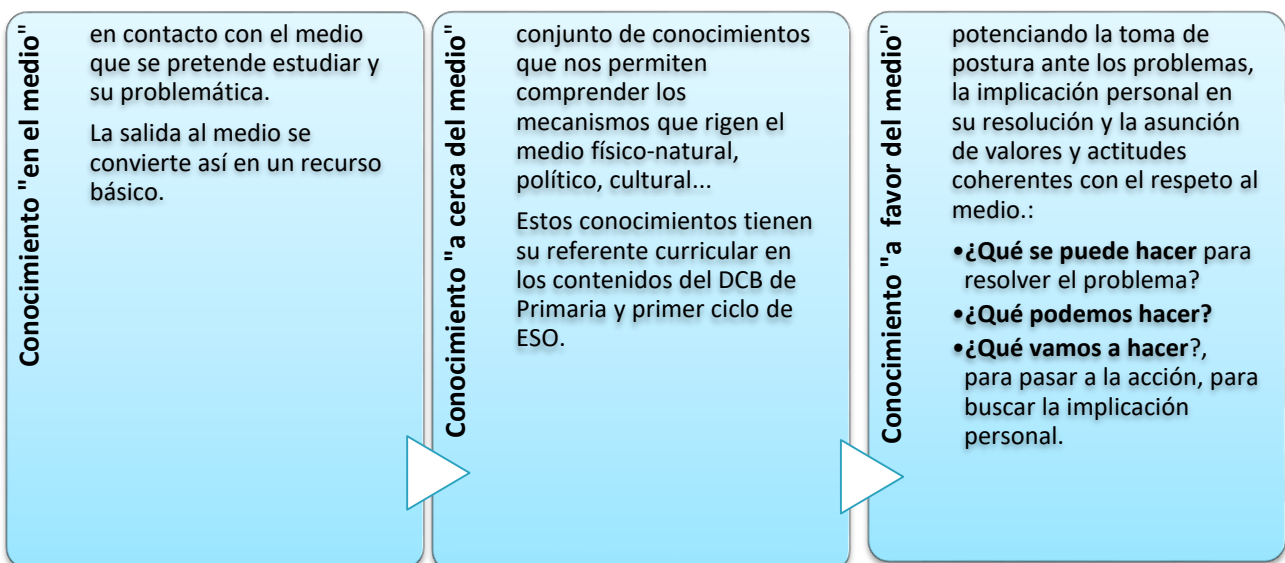 Conocimiento "en el medio"
en contacto con el medio
que se pretende estudiar y
su problemática.
La salida al medio se
convierte así en un recurso
básico.
Conocimiento "a cerca del medio"
conjunto de conocimientos
que nos permiten
comprender los
mecanismos que rigen el
medio físico-natural,
político, cultural...
Estos conocimientos tienen
su referente curricular en
los contenidos del DCB de
Primaria y primer ciclo de
ESO.
Conocimiento "a favor del medio"
potenciando la toma de
postura ante los problemas,
la implicación personal en
su resolución y la asunción
de valores y actitudes
coherentes con el respeto al
medio.:
•¿Qué se puede hacer para
resolver el problema?
•¿Qué podemos hacer?
•¿Qué vamos a hacer?,
para pasar a la acción, para
buscar la implicación
personal.